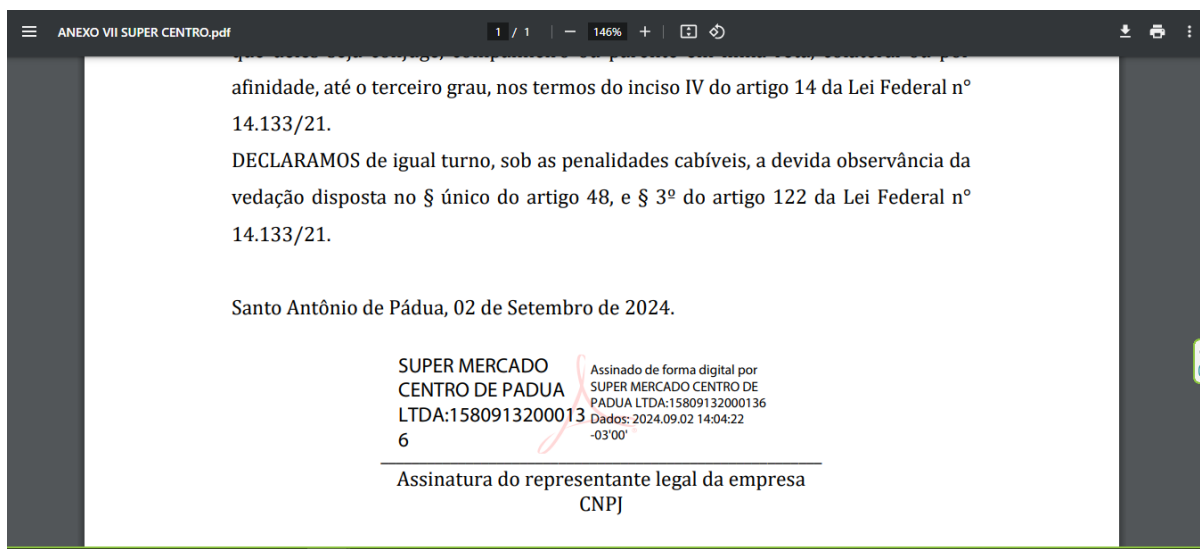 ANEXO VII SUPER CENTRO.pdf
1 / 1
146%
afinidade, até o terceiro grau, nos termos do inciso IV do artigo 14 da Lei Federal n°
14.133/21.
DECLARAMOS de igual turno, sob as penalidades cabíveis, a devida observância da
vedação disposta no § único do artigo 48, e § 3º do artigo 122 da Lei Federal n°
14.133/21.
Santo Antônio de Pádua, 02 de Setembro de 2024.
SUPER MERCADO
CENTRO DE PADUA
LTDA:1580913200013
6
Assinado de forma digital por
SUPER MERCADO CENTRO DE
PADUA LTDA:15809132000136
Dados: 2024.09.02 14:04:22
-03'00'
Assinatura do representante legal da empresa
CNPJ